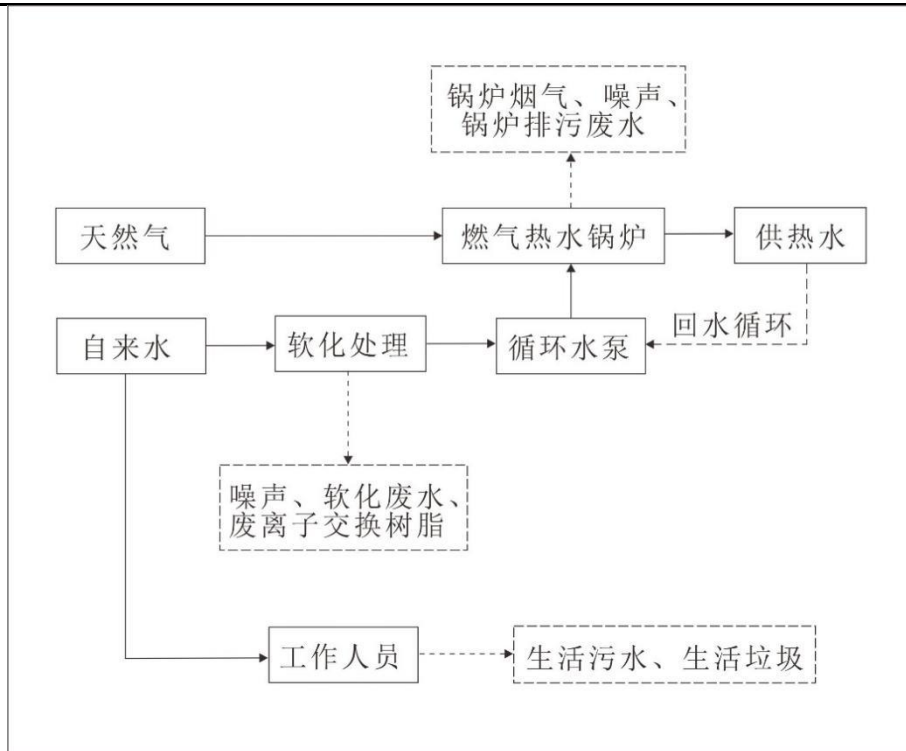 锅炉烟气、噪声、
锅炉排污废水
天然气
燃气热水锅炉
供热水
回水循环
自来水
软化处理
循环水泵
噪声、软化废水、
废离子交换树脂
工作人员
生活污水、生活垃圾